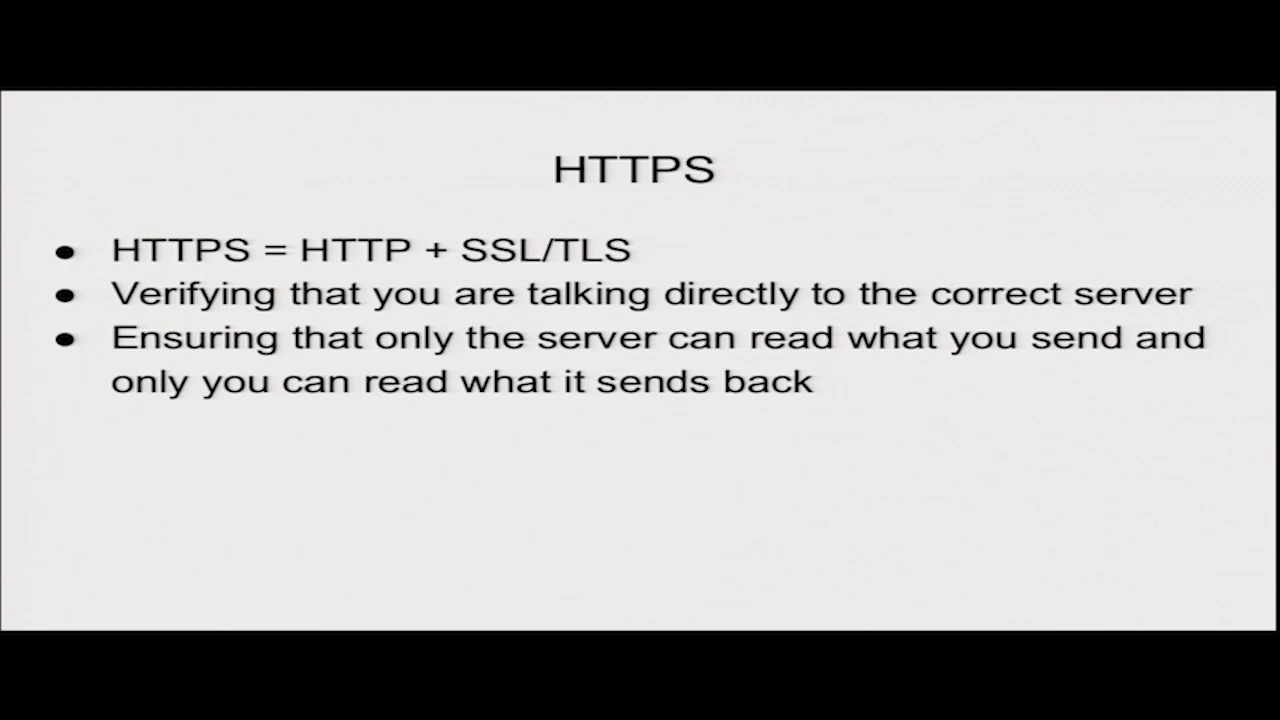 HTTPS
● HTTPS = HTTP + SSL/TLS
● Verifying that you are talking directly to the correct server
● Ensuring that only the server can read what you send and
only you can read what it sends back